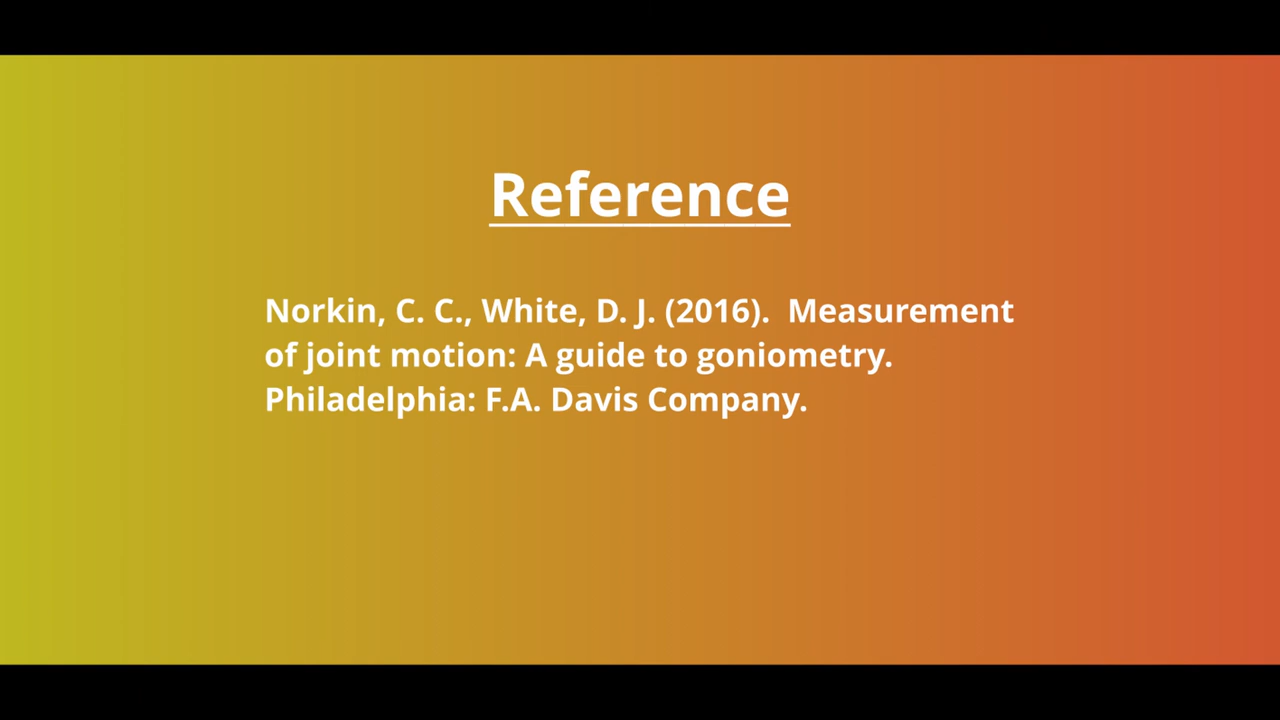 Reference
Norkin, C. C., White, D. J. (2016).  Measurement
of joint motion: A guide to goniometry.
Philadelphia: F.A. Davis Company.